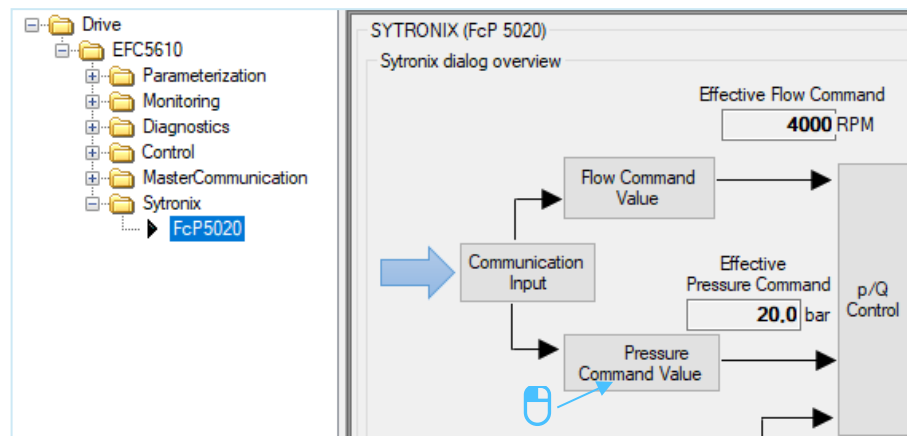 Drive
EFC5610
Parameterization
Monitoring
Diagnostics
Control
MasterCommunication
Sytronix
FcP5020
SYTRONIX (FcP 5020)
Sytronix dialog overview
Effective Flow Command
4000 RPM
Flow Command
Value
Communication
Input
Effective
Pressure Command
20,0 bar
p/Q
Control
Pressure
Command Value